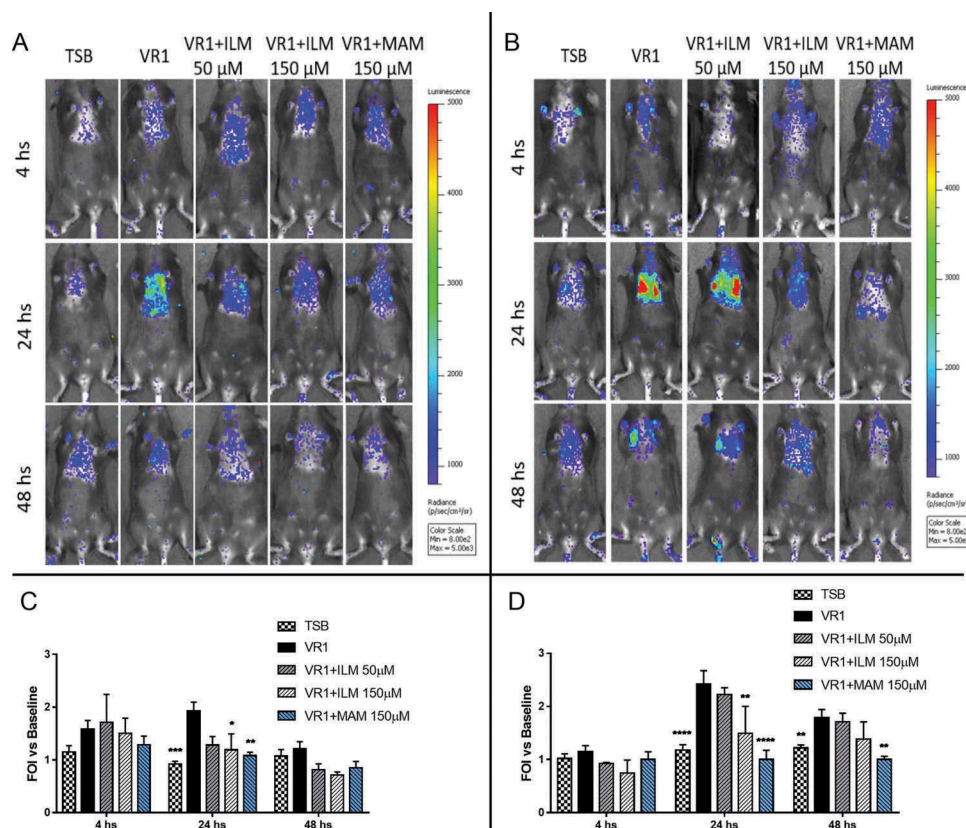 A
TSB VR1 VR1+ILM 50 µM VR1+ILM 150 µM VR1+MAM 150 µM
4 hs
24 hs
48 hs
Luminescence
5000
4000
3000
2000
1000
Radiance
(p/sec/cm²/sr)
Color Scale
Min = 8.00e2
Max = 5.00e3
B
TSB VR1 VR1+ILM 50 µM VR1+ILM 150 µM VR1+MAM 150 µM
4 hs
24 hs
48 hs
Luminescence
5000
4000
3000
2000
1000
Radiance
(p/sec/cm²/sr)
Color Scale
Min = 8.00e2
Max = 5.00e
C
TSB
VR1
VR1+ILM 50µM
VR1+ILM 150µM
VR1+MAM 150µM
FOI vs Baseline
3
2
1
0
*** * **
4 hs 24 hs 48 hs
D
TSB
VR1
VR1+ILM 50µM
VR1+ILM 150µM
VR1+MAM 150µM
FOI vs Baseline
3
2
1
0
**** ** **** ** **
4 hs 24 hs 48 hs